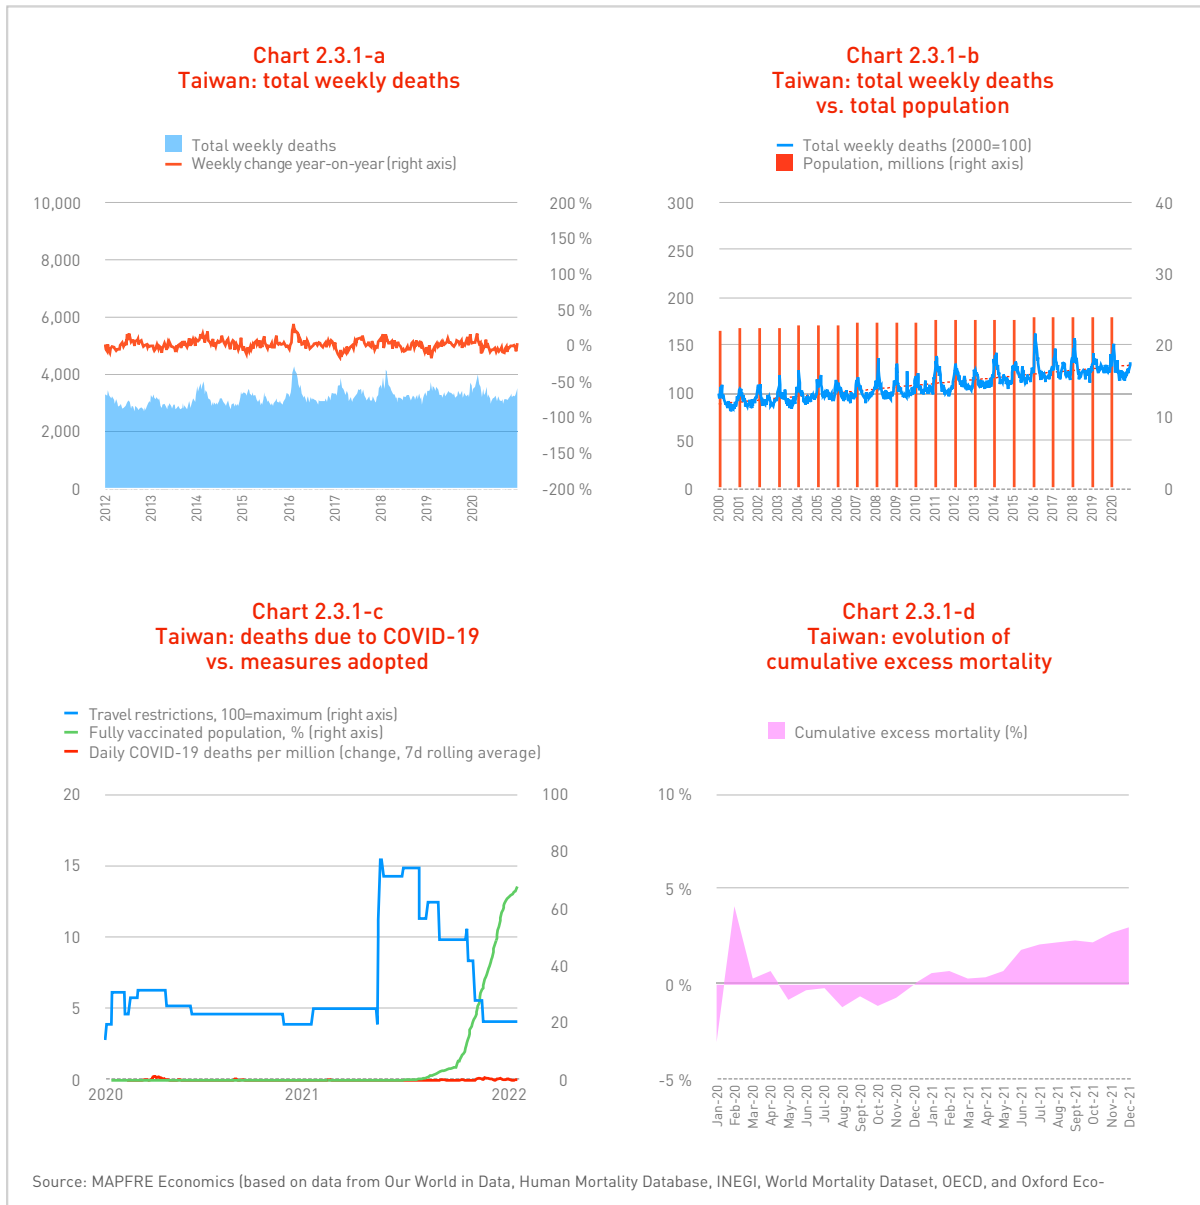 Chart 2.3.1-a
Taiwan: total weekly deaths
Total weekly deaths
Weekly change year-on-year (right axis)
10,000
8,000
6,000
4,000
2,000
0
200 %
150 %
100 %
50 %
0 %
-50 %
-100 %
-150 %
-200 %
2012
2013
2014
2015
2016
2017
2018
2019
2020
Chart 2.3.1-b
Taiwan: total weekly deaths
vs. total population
Total weekly deaths (2000=100)
Population, millions (right axis)
300
250
200
150
100
50
0
40
30
20
10
0
2000
2001
2002
2003
2004
2005
2006
2007
2008
2009
2010
2011
2012
2013
2014
2015
2016
2017
2018
2019
2020
Chart 2.3.1-c
Taiwan: deaths due to COVID-19
vs. measures adopted
Travel restrictions, 100=maximum (right axis)
Fully vaccinated population, % (right axis)
Daily COVID-19 deaths per million (change, 7d rolling average)
20
15
10
5
0
100
80
60
40
20
0
2020
2021
2022
Chart 2.3.1-d
Taiwan: evolution of
cumulative excess mortality
Cumulative excess mortality (%)
10 %
5 %
0 %
-5 %
Jan-20
Feb-20
Mar-20
Apr-20
May-20
Jun-20
Jul-20
Aug-20
Sept-20
Oct-20
Nov-20
Dec-20
Jan-21
Feb-21
Mar-21
Apr-21
May-21
Jun-21
Jul-21
Aug-21
Sept-21
Oct-21
Nov-21
Dec-21
Source: MAPFRE Economics (based on data from Our World in Data, Human Mortality Database, INEGI, World Mortality Dataset, OECD, and Oxford Eco-